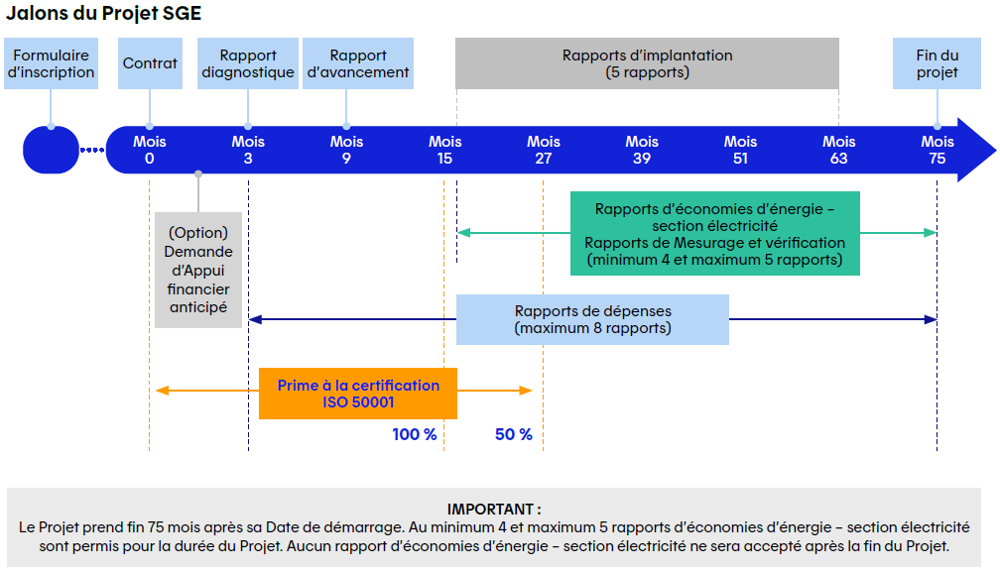 Jalons du Projet SGE
Formulaire
d'inscription
Contrat
Rapport
diagnostique
Rapport
d'avancement
Rapports d'implantation
(5 rapports)
Fin du
projet
Mois
0
Mois
3
Mois
9
Mois
15
Mois
27
Mois
39
Mois
51
Mois
63
Mois
75
(Option)
Demande
d'Appui
financier
anticipé
Rapports d'économies d'énergie –
section électricité
Rapports de Mesurage et vérification
(minimum 4 et maximum 5 rapports)
Rapports de dépenses
(maximum 8 rapports)
Prime à la certification
ISO 50001
100 %
50 %
IMPORTANT :
Le Projet prend fin 75 mois après sa Date de démarrage. Au minimum 4 et maximum 5 rapports d'économies d'énergie – section électricité
sont permis pour la durée du Projet. Aucun rapport d'économies d'énergie – section électricité ne sera accepté après la fin du Projet.